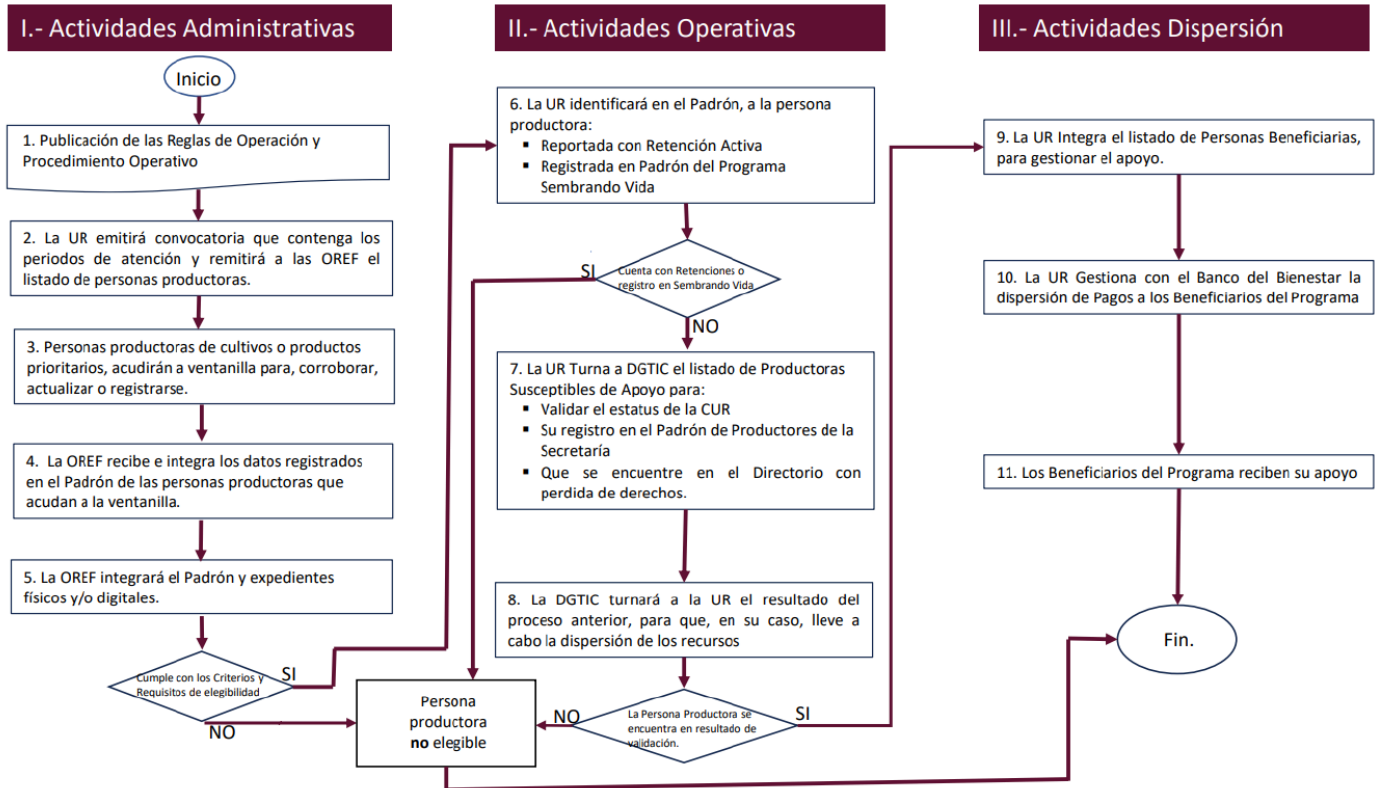 I.- Actividades Administrativas
Inicio
1. Publicación de las Reglas de Operación y
Procedimiento Operativo
2. La UR emitirá convocatoria que contenga los
periodos de atención y remitirá a las OREF el
listado de personas productoras.
3. Personas productoras de cultivos o productos
prioritarios, acudirán a ventanilla para, corroborar,
actualizar o registrarse.
4. La OREF recibe e integra los datos registrados
en el Padrón de las personas productoras que
acudan a la ventanilla.
5. La OREF integrará el Padrón y expedientes
físicos y/o digitales.
Cumple con los Criterios y
Requisitos de elegibilidad
SI
NO
II.- Actividades Operativas
6. La UR identificará en el Padrón, a la persona
productora:
▪ Reportada con Retención Activa
▪ Registrada en Padrón del Programa
Sembrando Vida
SI
Cuenta con Retenciones o
registro en Sembrando Vida
NO
7. La UR Turna a DGTIC el listado de Productoras
Susceptibles de Apoyo para:
▪ Validar el estatus de la CUR
▪ Su registro en el Padrón de Productores de la
Secretaría
▪ Que se encuentre en el Directorio con
perdida de derechos.
8. La DGTIC turnará a la UR el resultado del
proceso anterior, para que, en su caso, lleve a
cabo la dispersión de los recursos
La Persona Productora se
encuentra en resultado de
validación.
NO
SI
Persona
productora
no elegible
III.- Actividades Dispersión
9. La UR Integra el listado de Personas Beneficiarias,
para gestionar el apoyo.
10. La UR Gestiona con el Banco del Bienestar la
dispersión de Pagos a los Beneficiarios del Programa
11. Los Beneficiarios del Programa reciben su apoyo
Fin.